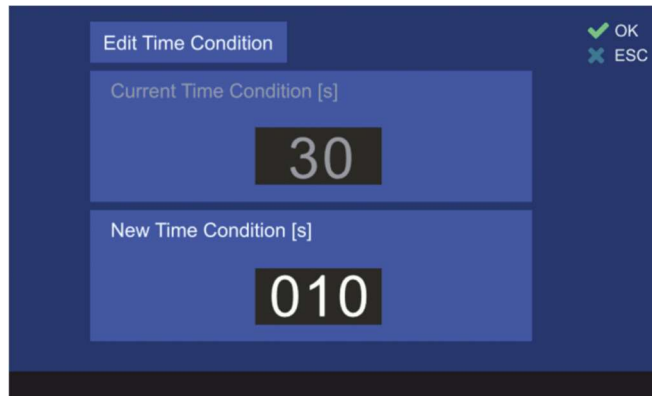 Edit Time Condition
OK
ESC
Current Time Condition [s]
30
New Time Condition [s]
010